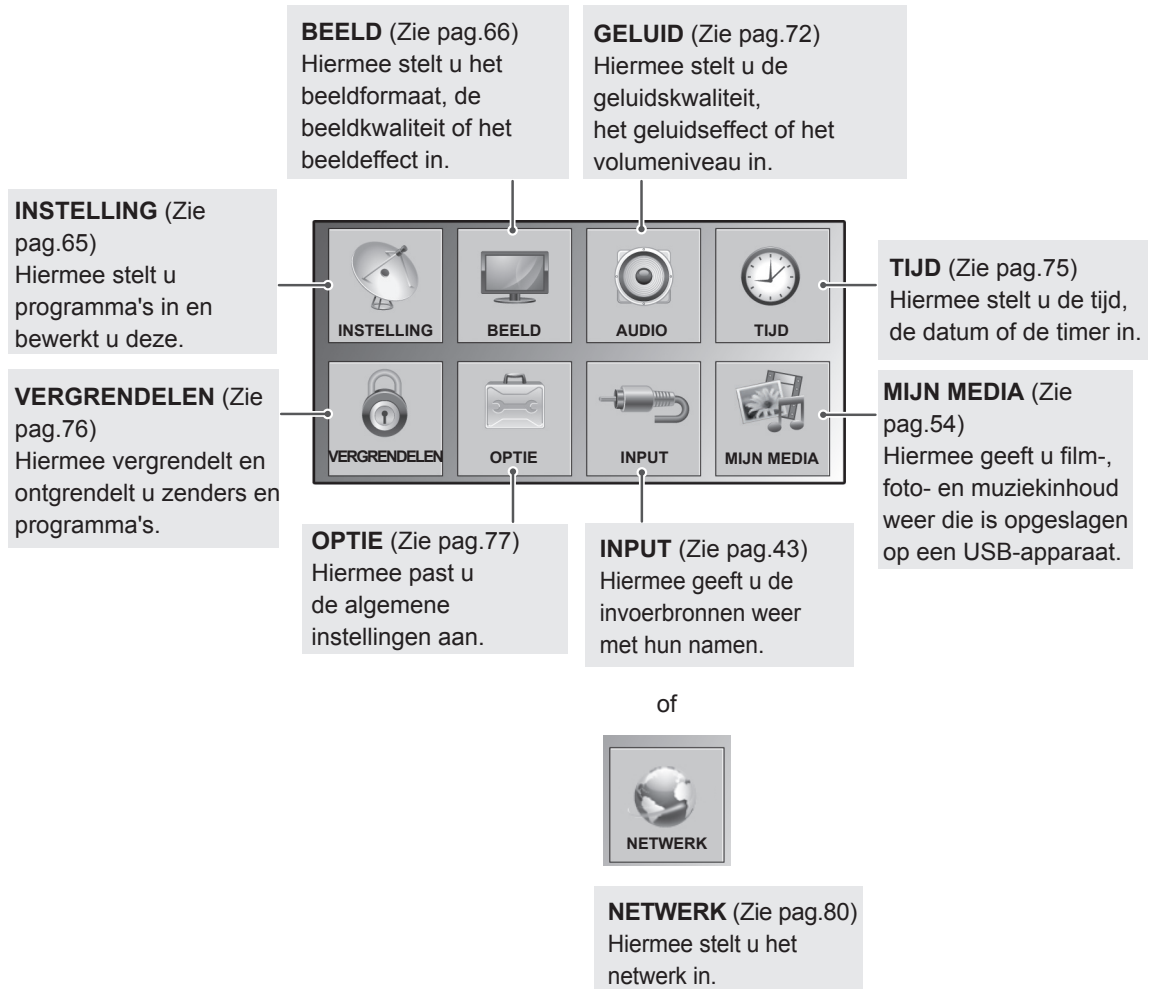 BEELD (Zie pag.66)
Hiermee stelt u het
beeldformaat, de
beeldkwaliteit of het
beeldeffect in.
GELUID (Zie pag.72)
Hiermee stelt u de
geluidskwaliteit,
het geluidseffect of het
volumeniveau in.
INSTELLING (Zie
pag.65)
Hiermee stelt u
programma's in en
bewerkt u deze.
VERGRENDELEN (Zie
pag.76)
Hiermee vergrendelt en
ontgrendelt u zenders en
programma's.
INSTELLING
BEELD
AUDIO
TIJD
VERGRENDELEN
OPTIE
INPUT
MIJN MEDIA
TIJD (Zie pag.75)
Hiermee stelt u de tijd,
de datum of de timer in.
MIJN MEDIA (Zie
pag.54)
Hiermee geeft u film-,
foto- en muziekinhoud
weer die is opgeslagen
op een USB-apparaat.
OPTIE (Zie pag.77)
Hiermee past u
de algemene
instellingen aan.
INPUT (Zie pag.43)
Hiermee geeft u de
invoerbronnen weer
met hun namen.
of
NETWERK
NETWERK (Zie pag.80)
Hiermee stelt u het
netwerk in.